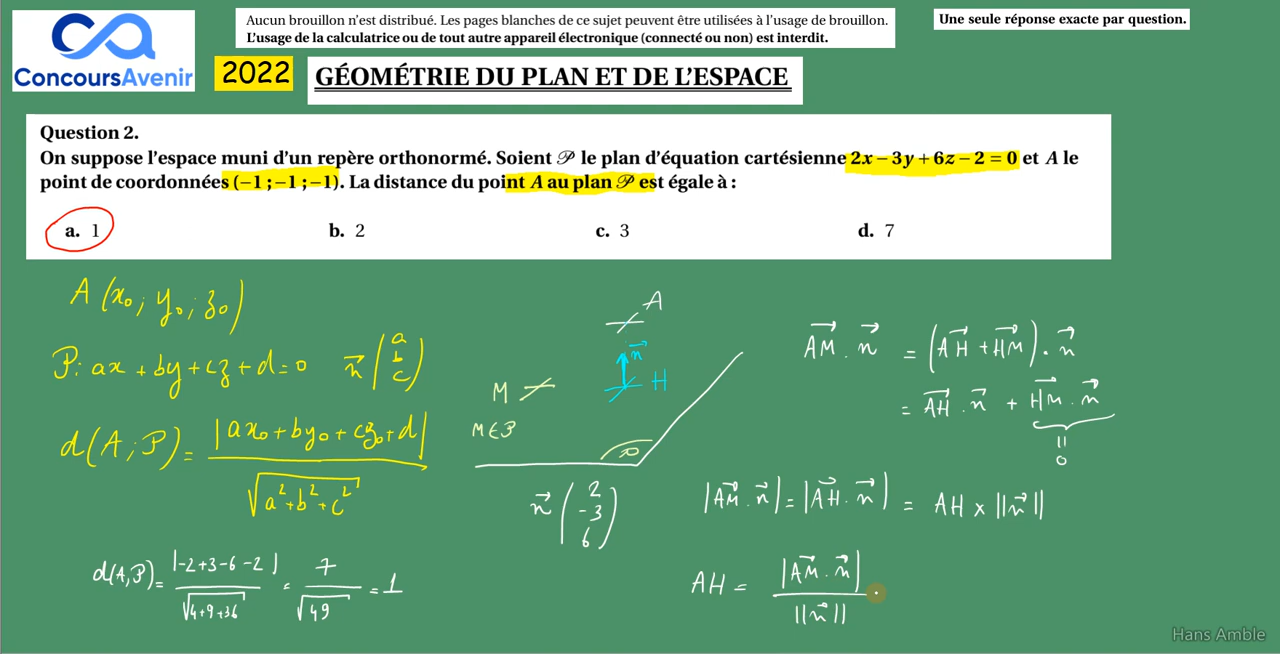 Aucun brouillon n'est distribué. Les pages blanches de ce sujet peuvent être utilisées à l'usage de brouillon.
L'usage de la calculatrice ou de tout autre appareil électronique (connecté ou non) est interdit.
Une seule réponse exacte par question.
ConcoursAvenir
2022
GÉOMÉTRIE DU PLAN ET DE L'ESPACE
Question 2.
On suppose l'espace muni d'un repère orthonormé. Soient 𝒫 le plan d'équation cartésienne 2x − 3y + 6z − 2 = 0 et A le
point de coordonnées (−1 ; −1 ; −1). La distance du point A au plan 𝒫 est égale à :
a. 1 b. 2 c. 3 d. 7
A (x₀ ; y₀ ; z₀)
P : ax + by + cz + d = 0 n⃗ (a b c)
d(A ; P) = |ax₀ + by₀ + cz₀ + d| / √(a² + b² + c²)
d(A, P) = |-2+3-6-2| / √(4+9+36) = 7 / √49 = 1
A
n⃗
H
M
M ∈ P
P
n⃗ (2 -3 6)
AM⃗ . n⃗ = (AH⃗ + HM⃗) . n⃗
= AH⃗ . n⃗ + HM⃗ . n⃗
=
0
|AM⃗ . n⃗| = |AH⃗ . n⃗| = AH × ||n⃗||
AH = |AM⃗ . n⃗| / ||n⃗||
Hans Amble